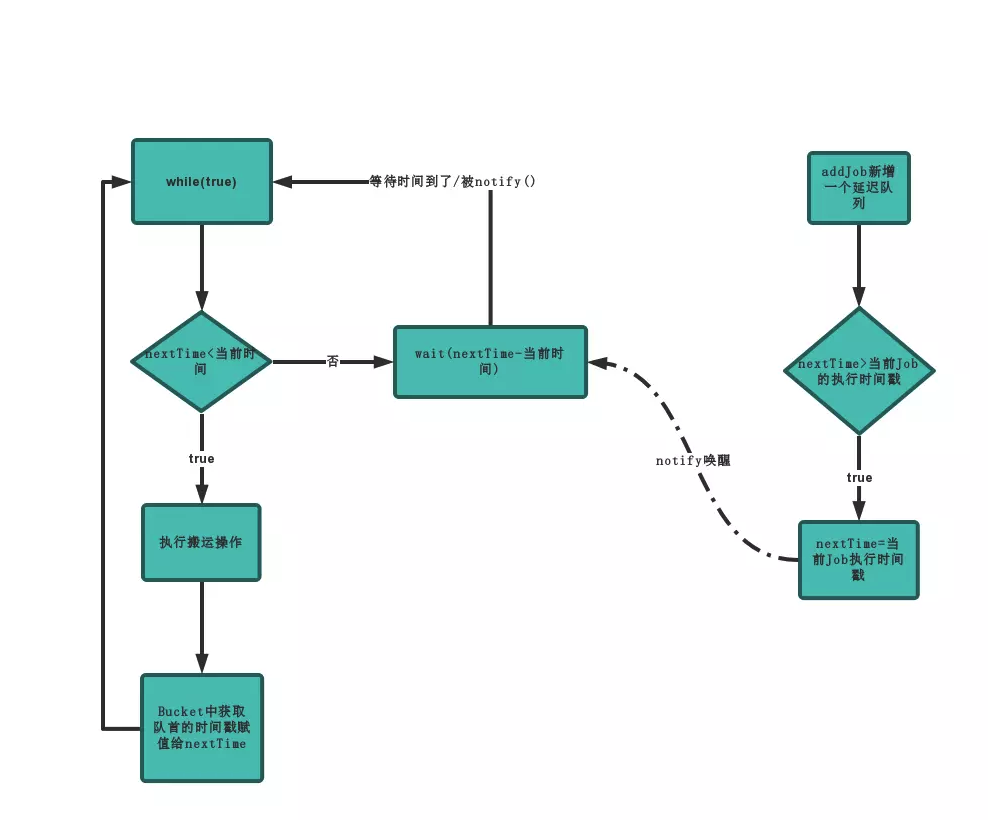 while(true)
等待时间到了/被notify()
addJob新增
一个延迟队
列
nextTime<当前时
间
否
wait(nextTime-当前时
间)
nextTime>当前Job
的执行时间戳
true
notify唤醒
true
执行搬运操作
nextTime=当
前Job执行时间
戳
Bucket中获取
队首的时间戳赋
值给nextTime